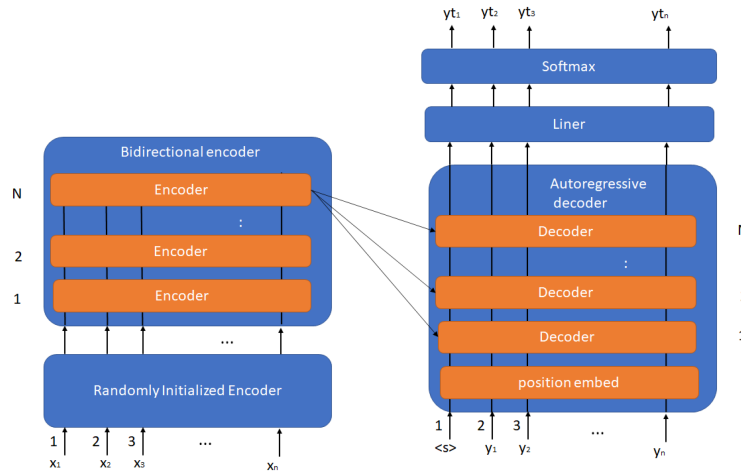 yt₁ yt₂ yt₃ ytₙ
Softmax
Liner
Bidirectional encoder
N
Encoder
:
2
Encoder
1
Encoder
...
Randomly Initialized Encoder
1 2 3 ...
x₁ x₂ x₃ xₙ
Autoregressive
decoder
Decoder
:
Decoder
Decoder
position embed
1 2 3 ...
<s> y₁ y₂ yₙ